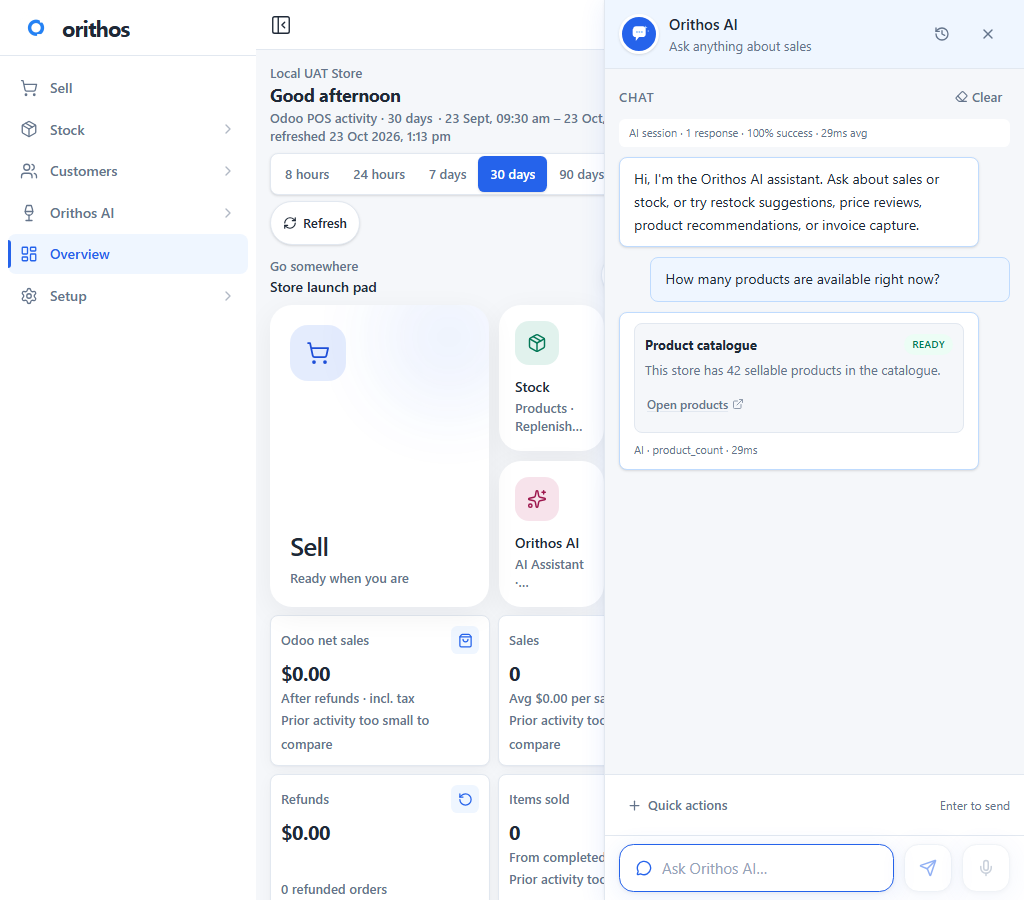 orithos
Sell
Stock
Customers
Orithos AI
Overview
Setup
Local UAT Store
Good afternoon
Odoo POS activity · 30 days · 23 Sept, 09:30 am – 23 Oct,
refreshed 23 Oct 2026, 1:13 pm
8 hours
24 hours
7 days
30 days
90 days
Refresh
Go somewhere
Store launch pad
Sell
Ready when you are
Stock
Products ·
Replenish...
Orithos AI
AI Assistant
·...
Odoo net sales
$0.00
After refunds · incl. tax
Prior activity too small to
compare
Sales
0
Avg $0.00 per sa
Prior activity too
compare
Refunds
$0.00
0 refunded orders
Items sold
0
From completed
Prior activity too
Orithos AI
Ask anything about sales
CHAT
Clear
AI session · 1 response · 100% success · 29ms avg
Hi, I'm the Orithos AI assistant. Ask about sales or
stock, or try restock suggestions, price reviews,
product recommendations, or invoice capture.
How many products are available right now?
Product catalogue
READY
This store has 42 sellable products in the catalogue.
Open products
AI · product_count · 29ms
Quick actions
Enter to send
Ask Orithos AI...